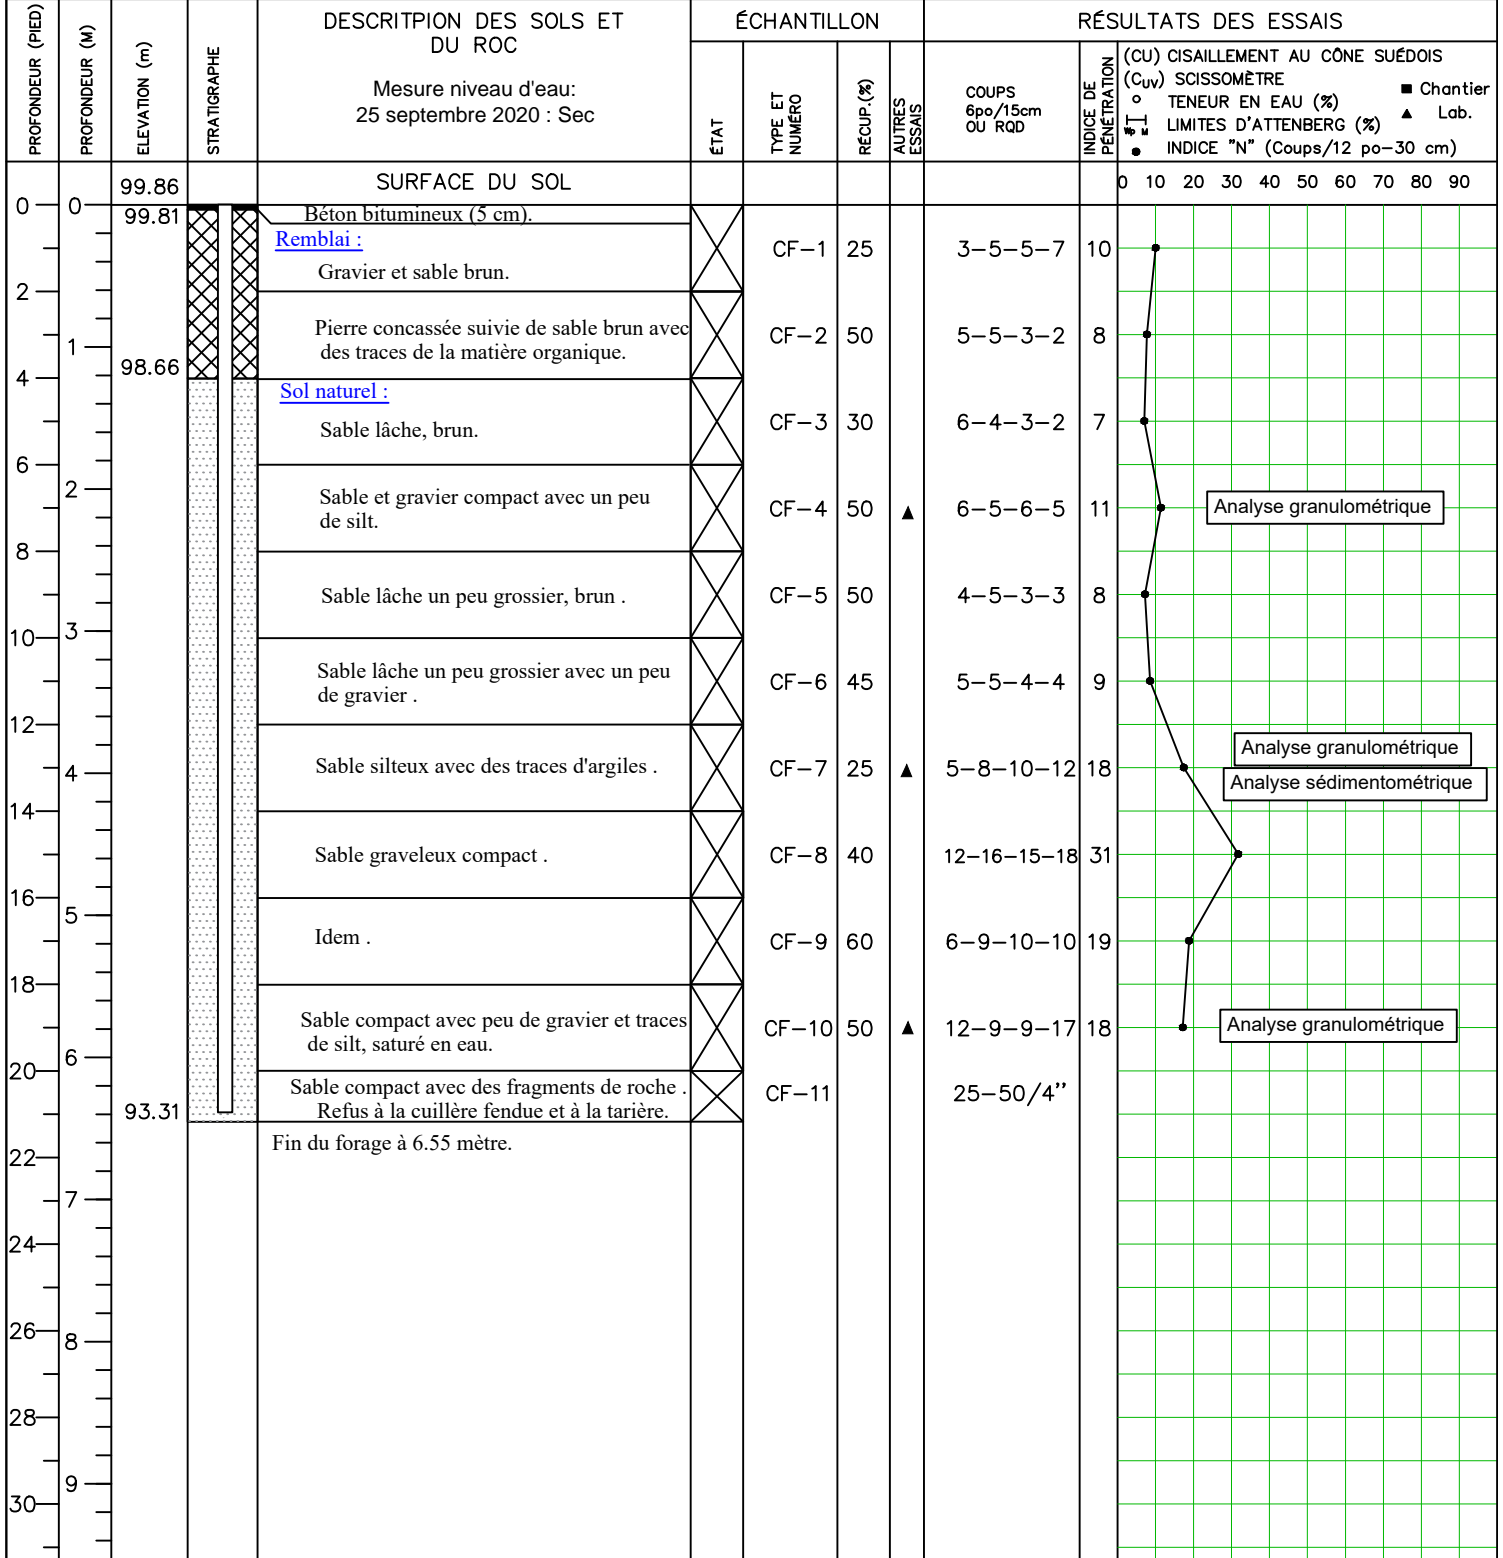 PROFONDEUR (PIED)
PROFONDEUR (M)
ELEVATION (m)
STRATIGRAPHE
DESCRITPION DES SOLS ET
DU ROC
Mesure niveau d'eau:
25 septembre 2020 : Sec
ÉCHANTILLON
ÉTAT
TYPE ET
NUMÉRO
RÉCUP.(%)
AUTRES
ESSAIS
COUPS
6po/15cm
OU RQD
RÉSULTATS DES ESSAIS
INDICE DE
PÉNÉTRATION
(CU) CISAILLEMENT AU CÔNE SUÉDOIS
(CUV) SCISSOMÈTRE
■ Chantier
TENEUR EN EAU (%)
▲ Lab.
Wp M LIMITES D'ATTENBERG (%)
INDICE "N" (Coups/12 po-30 cm)
99.86 SURFACE DU SOL
0 10 20 30 40 50 60 70 80 90
0 0 99.81 Béton bitumineux (5 cm).
Remblai :
CF-1 25 3-5-5-7 10
Gravier et sable brun.
2
Pierre concassée suivie de sable brun avec
des traces de la matière organique.
CF-2 50 5-5-3-2 8
1
98.66
4
Sol naturel :
Sable lâche, brun.
CF-3 30 6-4-3-2 7
6
2
Sable et gravier compact avec un peu
de silt.
CF-4 50 ▲ 6-5-6-5 11 Analyse granulométrique
8
Sable lâche un peu grossier, brun .
CF-5 50 4-5-3-3 8
10 3
Sable lâche un peu grossier avec un peu
de gravier .
CF-6 45 5-5-4-4 9
12
Analyse granulométrique
4 Sable silteux avec des traces d'argiles .
CF-7 25 ▲ 5-8-10-12 18
Analyse sédimentométrique
14
Sable graveleux compact .
CF-8 40 12-16-15-18 31
16
5
Idem .
CF-9 60 6-9-10-10 19
18
Sable compact avec peu de gravier et traces
de silt, saturé en eau.
CF-10 50 ▲ 12-9-9-17 18 Analyse granulométrique
6
20
Sable compact avec des fragments de roche .
Refus à la cuillère fendue et à la tarière.
CF-11 25-50/4"
93.31
Fin du forage à 6.55 mètre.
22
7
24
26
8
28
9
30